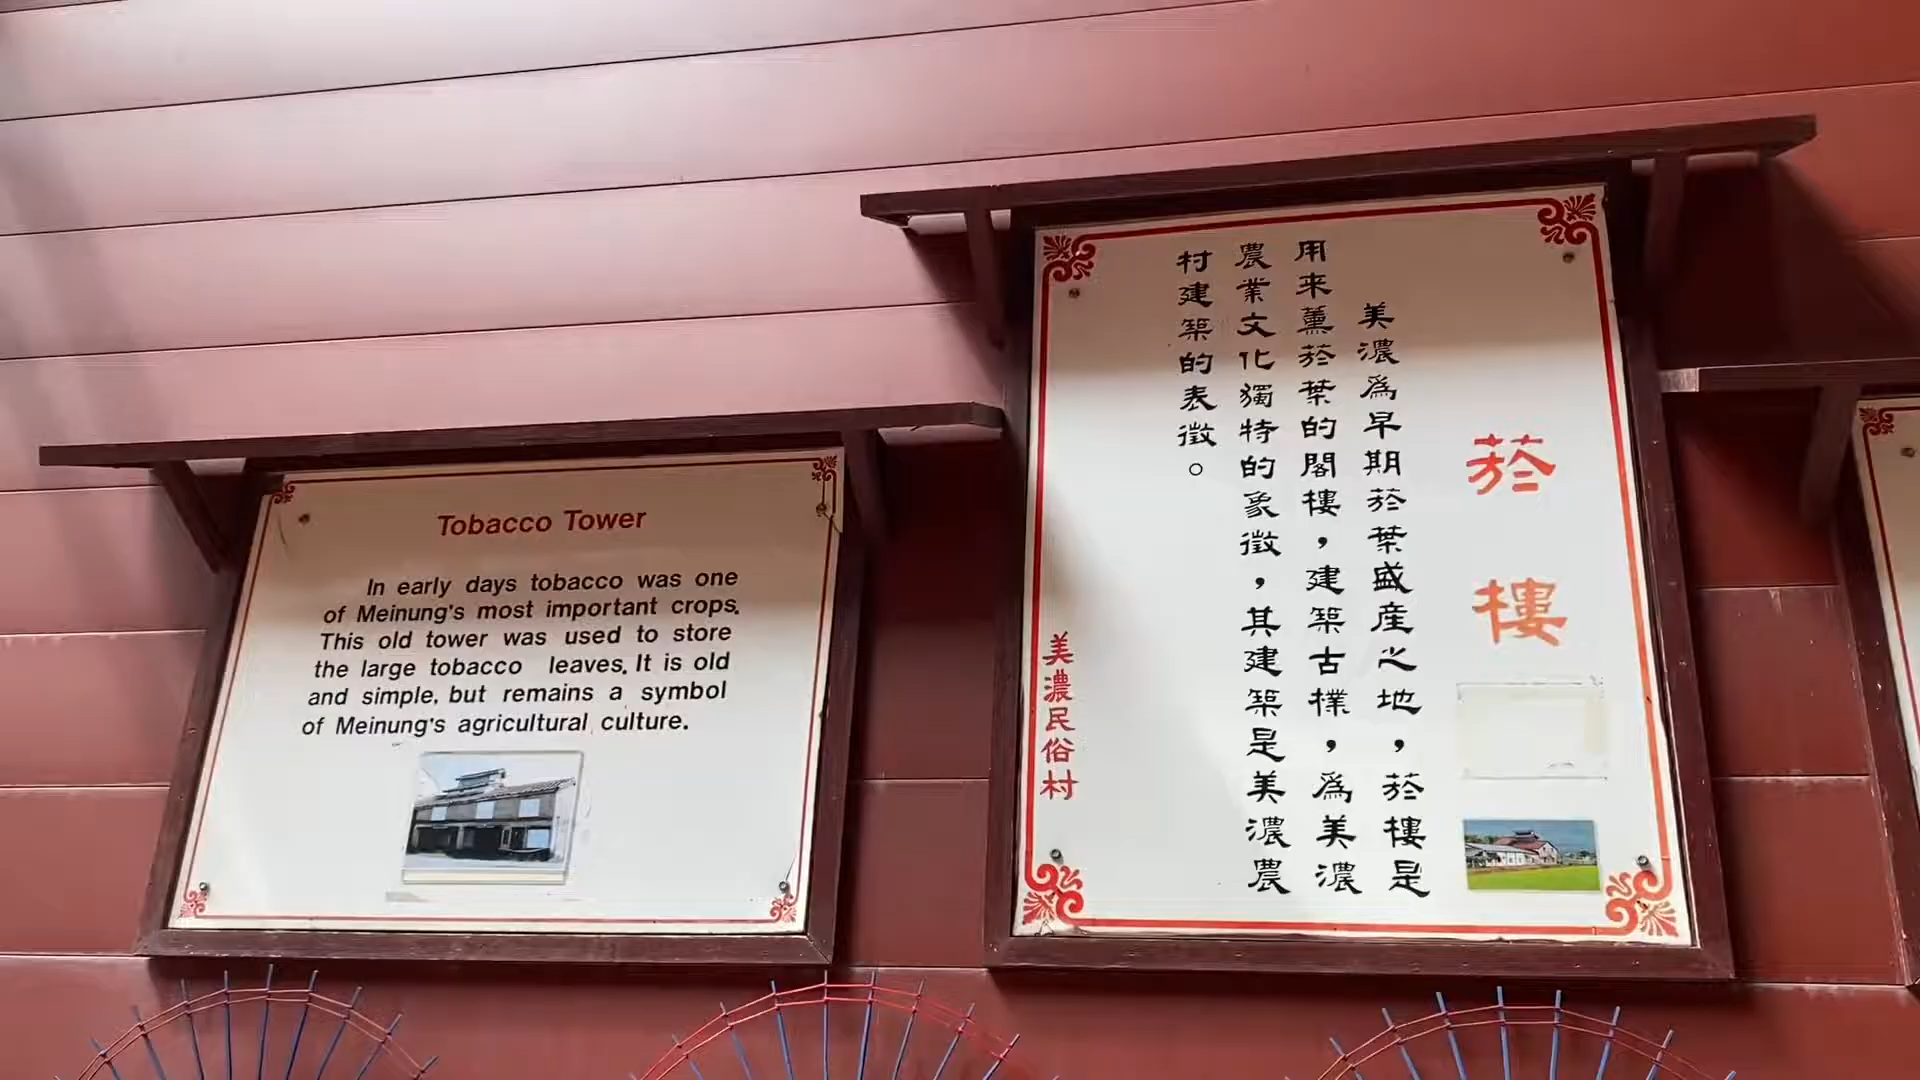 Tobacco Tower
In early days tobacco was one
of Meinung's most important crops.
This old tower was used to store
the large tobacco leaves. It is old
and simple, but remains a symbol
of Meinung's agricultural culture.
菸樓
美濃為早期菸葉盛產之地，菸樓是
用來薰菸葉的閣樓，建築古樸，為美濃
農業文化獨特的象徵，其建築是美濃農
村建築的表徵。
美濃民俗村